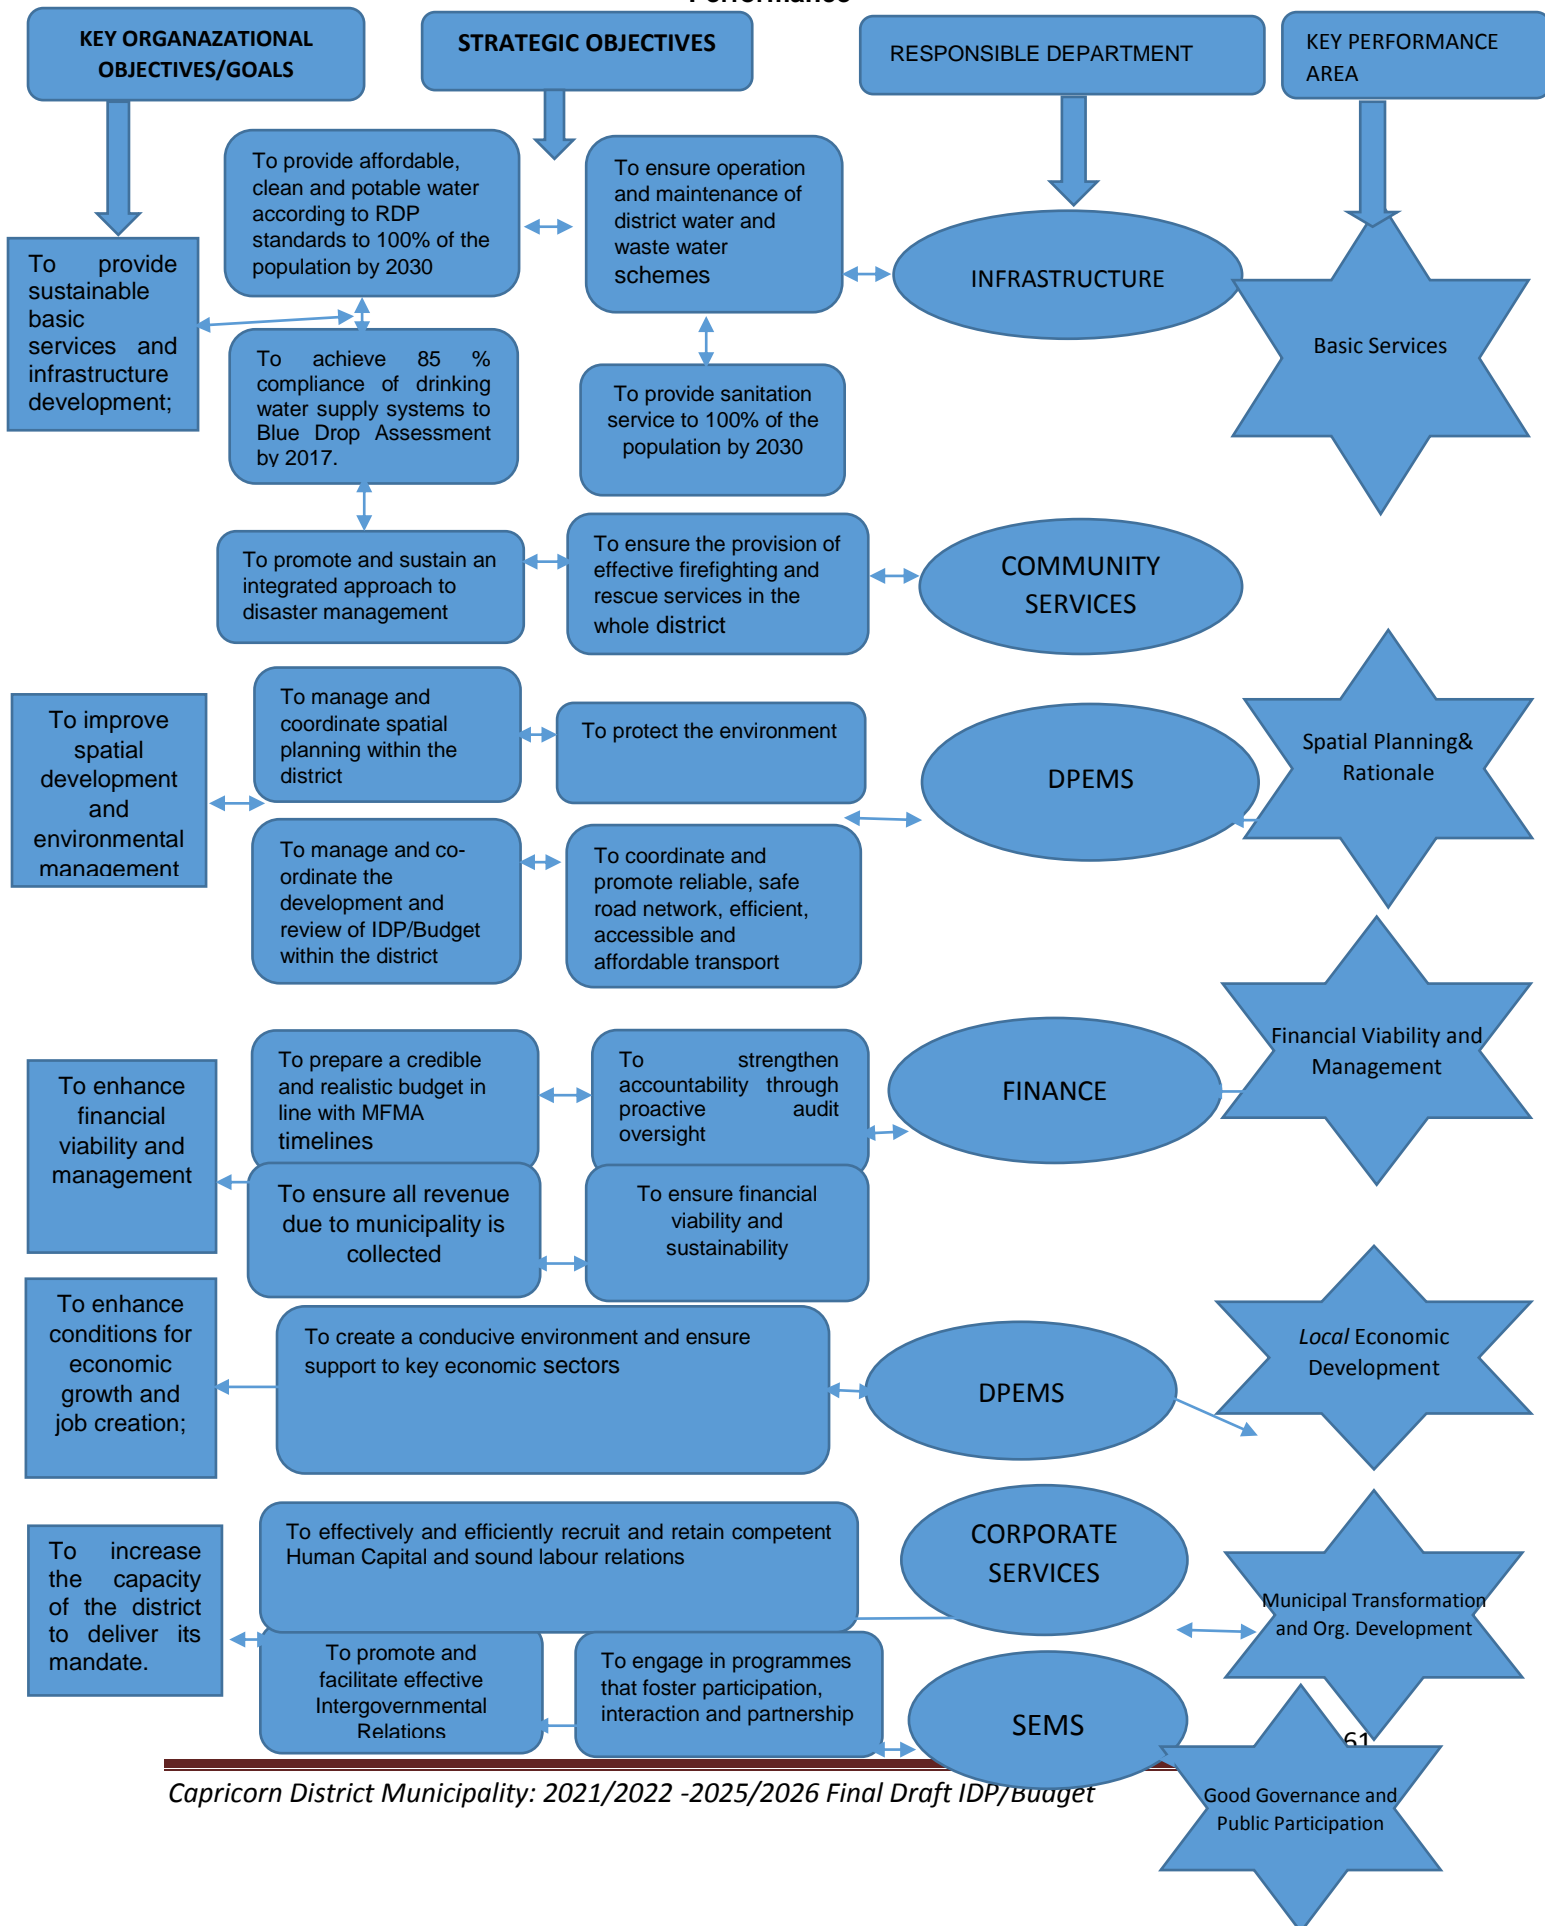 Performance
KEY ORGANAZATIONAL
OBJECTIVES/GOALS
STRATEGIC OBJECTIVES
RESPONSIBLE DEPARTMENT
KEY PERFORMANCE
AREA
To provide
sustainable
basic
services and
infrastructure
development;
To provide affordable,
clean and potable water
according to RDP
standards to 100% of the
population by 2030
To ensure operation
and maintenance of
district water and
waste water
schemes
INFRASTRUCTURE
Basic Services
To achieve 85 %
compliance of drinking
water supply systems to
Blue Drop Assessment
by 2017.
To provide sanitation
service to 100% of the
population by 2030
To promote and sustain an
integrated approach to
disaster management
To ensure the provision of
effective firefighting and
rescue services in the
whole district
COMMUNITY
SERVICES
To improve
spatial
development
and
environmental
management
To manage and
coordinate spatial
planning within the
district
To protect the environment
DPEMS
Spatial Planning&
Rationale
To manage and co-
ordinate the
development and
review of IDP/Budget
within the district
To coordinate and
promote reliable, safe
road network, efficient,
accessible and
affordable transport
To enhance
financial
viability and
management
To prepare a credible
and realistic budget in
line with MFMA
timelines
To strengthen
accountability through
proactive audit
oversight
FINANCE
Financial Viability and
Management
To ensure all revenue
due to municipality is
collected
To ensure financial
viability and
sustainability
To enhance
conditions for
economic
growth and
job creation;
To create a conducive environment and ensure
support to key economic sectors
DPEMS
Local Economic
Development
To increase
the capacity
of the district
to deliver its
mandate.
To effectively and efficiently recruit and retain competent
Human Capital and sound labour relations
CORPORATE
SERVICES
Municipal Transformation
and Org. Development
To promote and
facilitate effective
Intergovernmental
Relations
To engage in programmes
that foster participation,
interaction and partnership
SEMS
Good Governance and
Public Participation
61
Capricorn District Municipality: 2021/2022 -2025/2026 Final Draft IDP/Budget